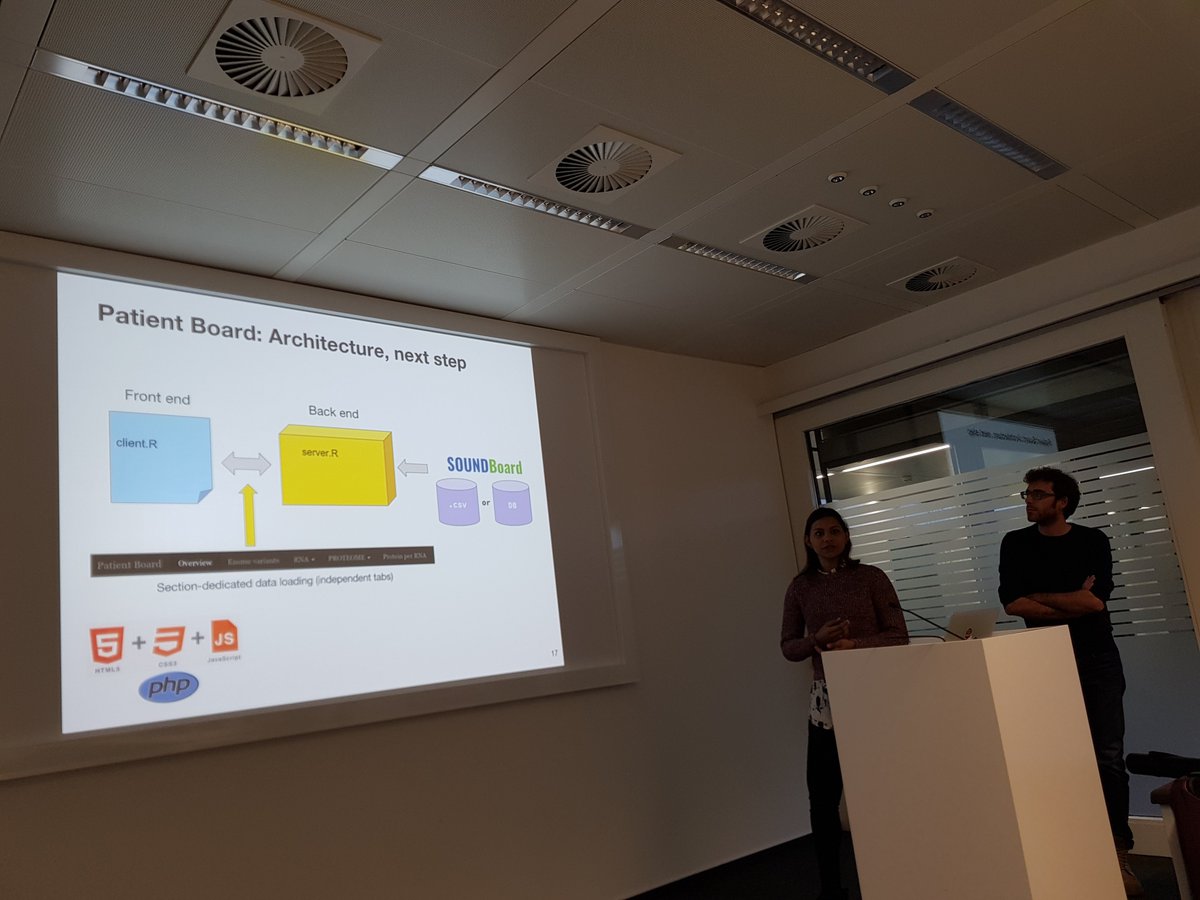 Patient Board: Architecture, next step
Front end
Back end
client.R
server.R
SOUNDBoard
.CSV or DB
Patient Board Overview Exome variants RNA PROTEOME Protein per RNA
Section-dedicated data loading (independent tabs)
5 + 3 + JS
HTML5 CSS3 JavaScript
php
17